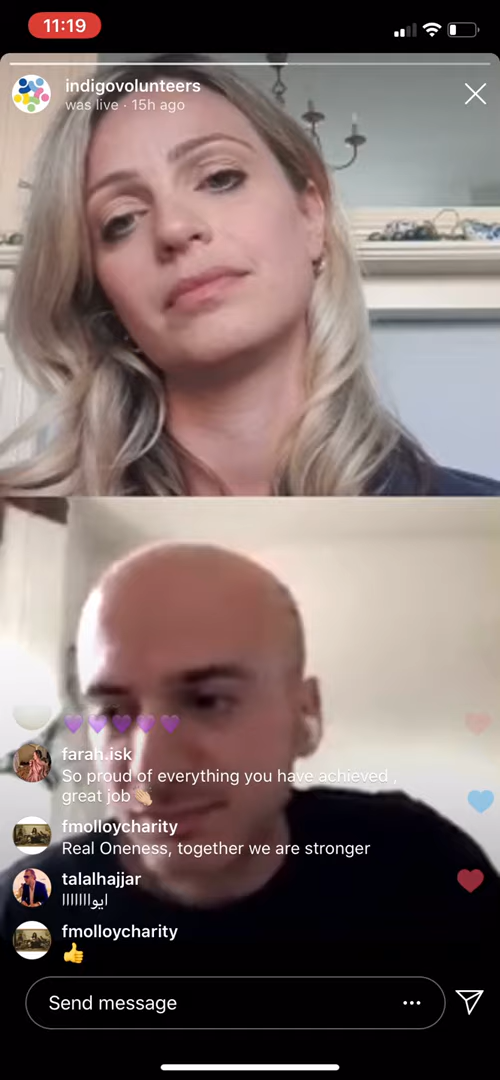 11:19
indigovolunteers
was live · 15h ago
💜💜💜💜💜
farah.isk
So proud of everything you have achieved ,
great job👏🏼
fmolloycharity
Real Oneness, together we are stronger
talalhajjar
ايواااااااا
fmolloycharity
👍
Send message